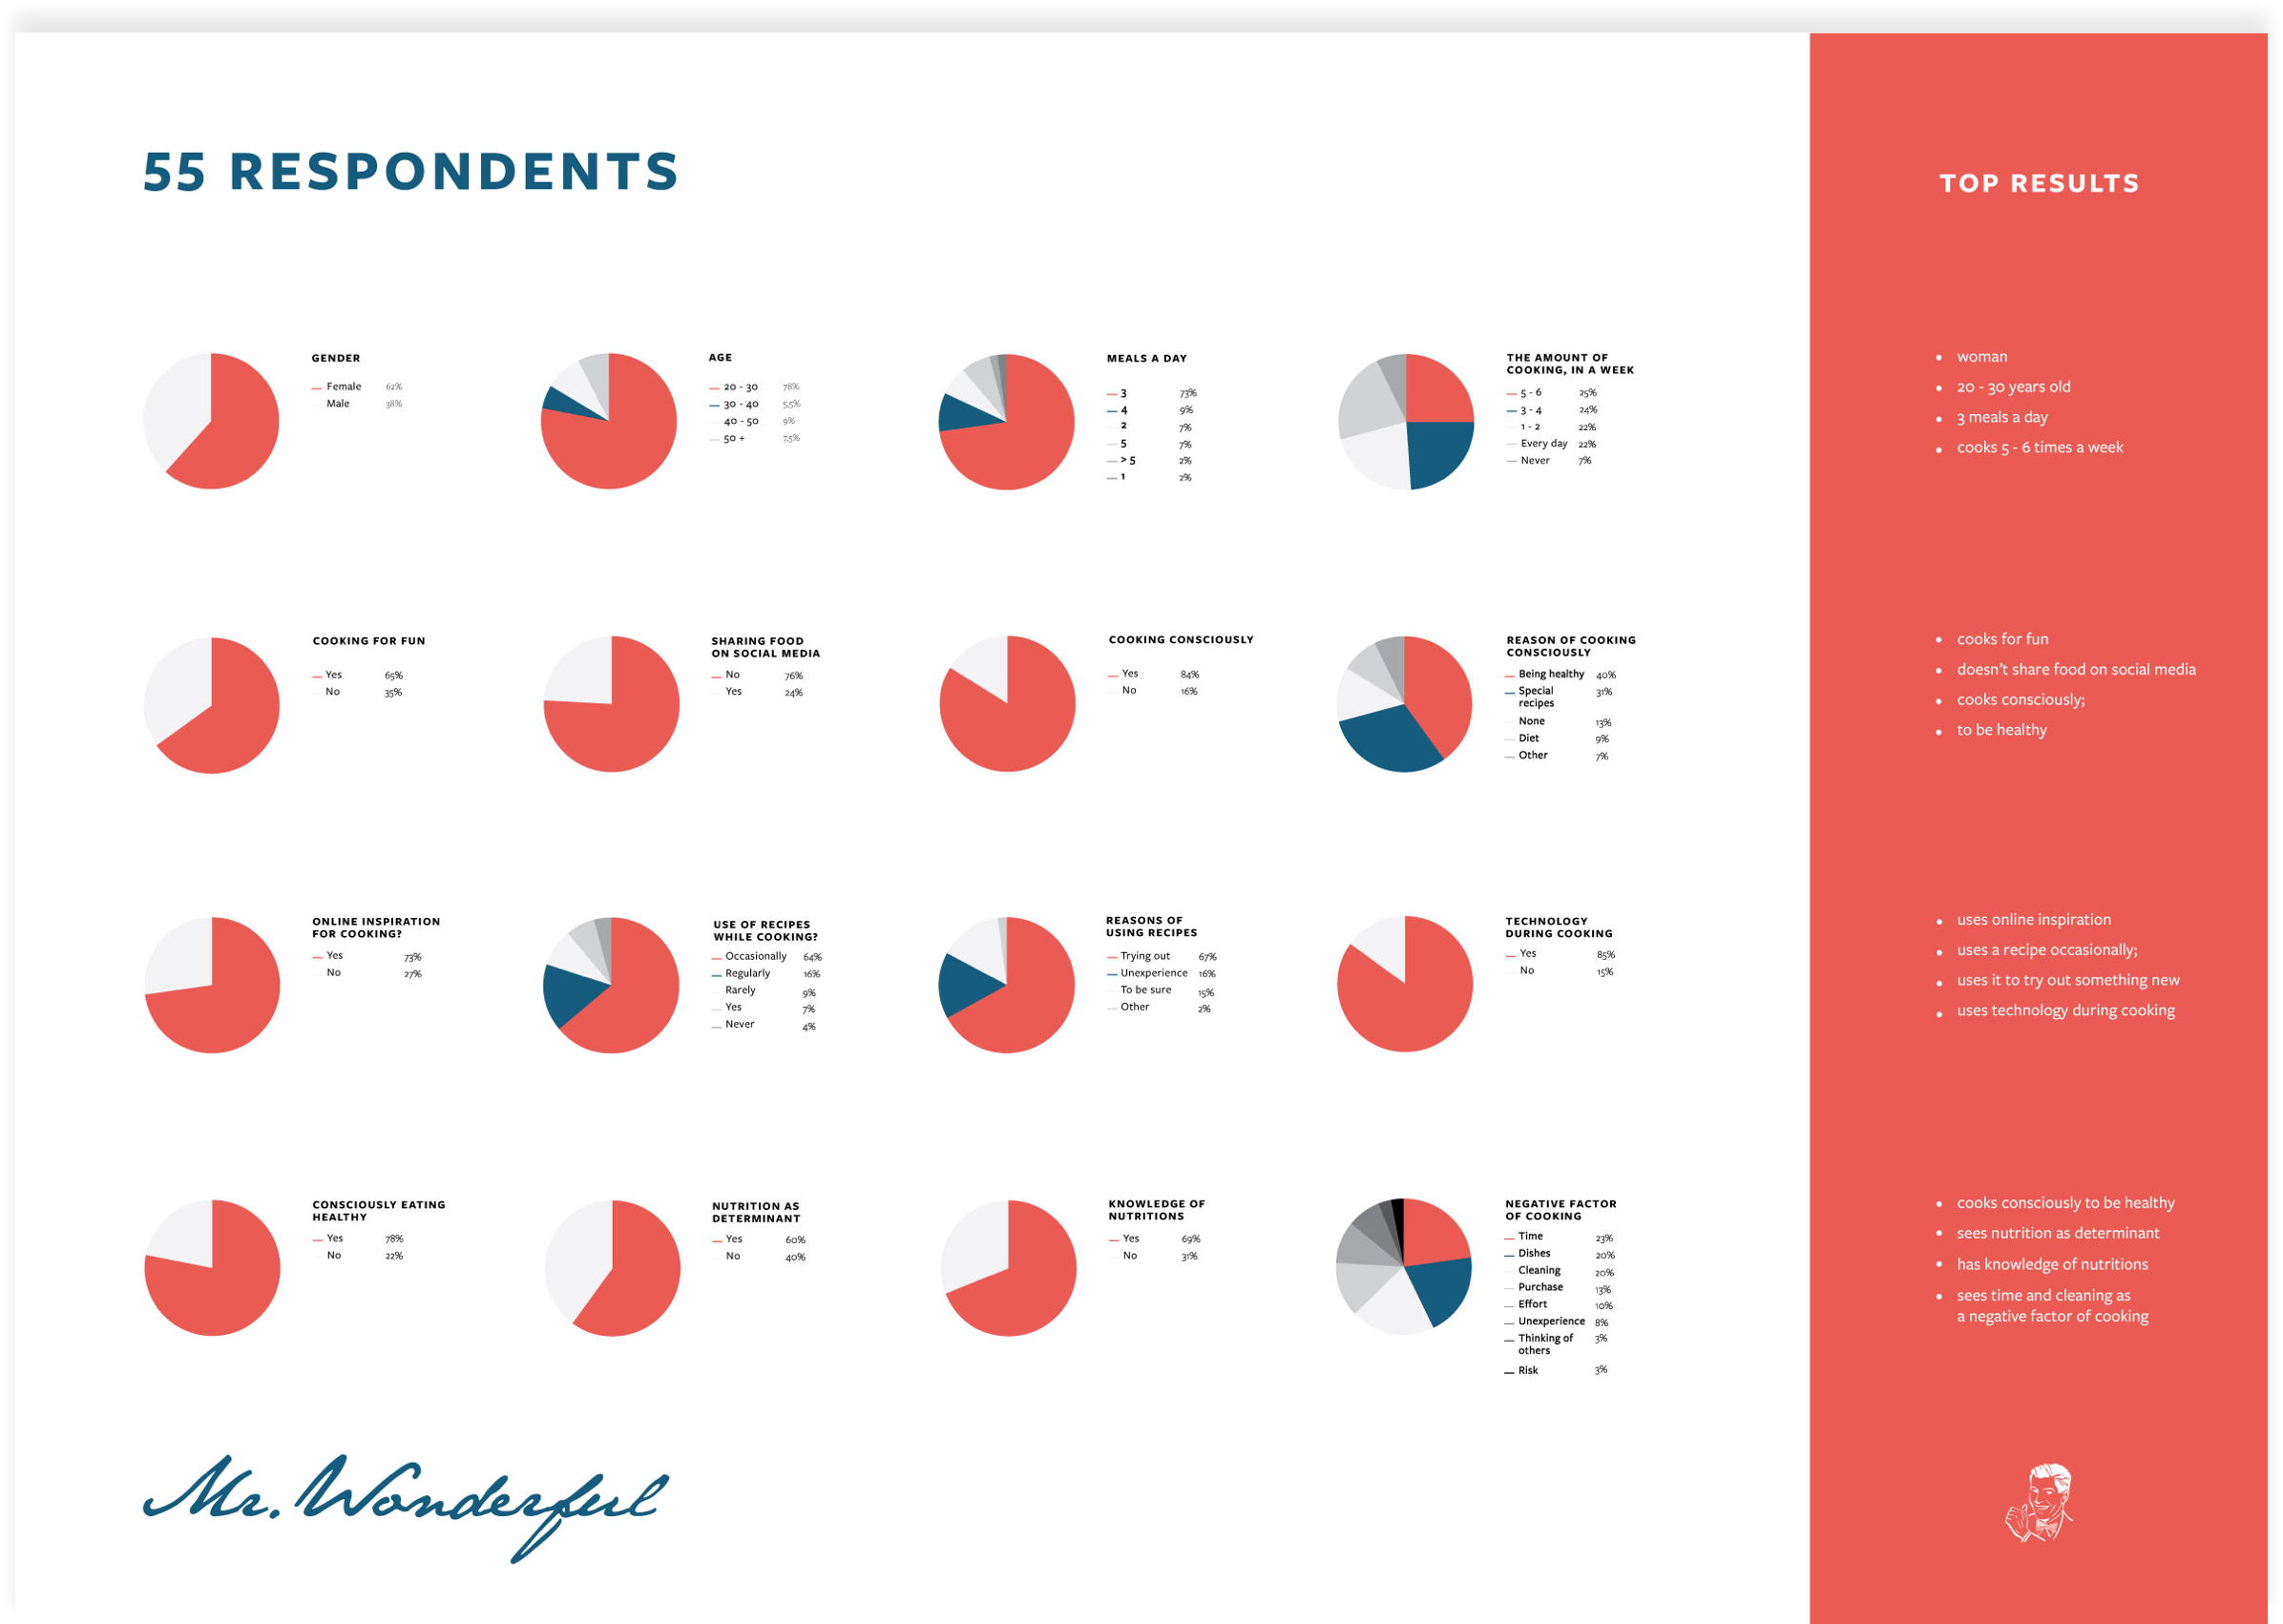 55 RESPONDENTS
TOP RESULTS
GENDER
Female 62%
Male 38%
AGE
20 - 30 78%
30 - 40 5,5%
40 - 50 9%
50 + 7,5%
MEALS A DAY
3 73%
4 9%
2 7%
5 7%
> 5 2%
1 2%
THE AMOUNT OF
COOKING, IN A WEEK
5 - 6 25%
3 - 4 24%
1 - 2 22%
Every day 22%
Never 7%
• woman
• 20 - 30 years old
• 3 meals a day
• cooks 5 - 6 times a week
COOKING FOR FUN
Yes 65%
No 35%
SHARING FOOD
ON SOCIAL MEDIA
No 76%
Yes 24%
COOKING CONSCIOUSLY
Yes 84%
No 16%
REASON OF COOKING
CONSCIOUSLY
Being healthy 40%
Special 31%
recipes
None 13%
Diet 9%
Other 7%
• cooks for fun
• doesn't share food on social media
• cooks consciously;
• to be healthy
ONLINE INSPIRATION
FOR COOKING?
Yes 73%
No 27%
USE OF RECIPES
WHILE COOKING?
Occasionally 64%
Regularly 16%
Rarely 9%
Yes 7%
Never 4%
REASONS OF
USING RECIPES
Trying out 67%
Unexperience 16%
To be sure 15%
Other 2%
TECHNOLOGY
DURING COOKING
Yes 85%
No 15%
• uses online inspiration
• uses a recipe occasionally;
• uses it to try out something new
• uses technology during cooking
CONSCIOUSLY EATING
HEALTHY
Yes 78%
No 22%
NUTRITION AS
DETERMINANT
Yes 60%
No 40%
KNOWLEDGE OF
NUTRITIONS
Yes 69%
No 31%
NEGATIVE FACTOR
OF COOKING
Time 23%
Dishes 20%
Cleaning 20%
Purchase 13%
Effort 10%
Unexperience 8%
Thinking of 3%
others
Risk 3%
• cooks consciously to be healthy
• sees nutrition as determinant
• has knowledge of nutritions
• sees time and cleaning as
a negative factor of cooking
Mr. Wonderful